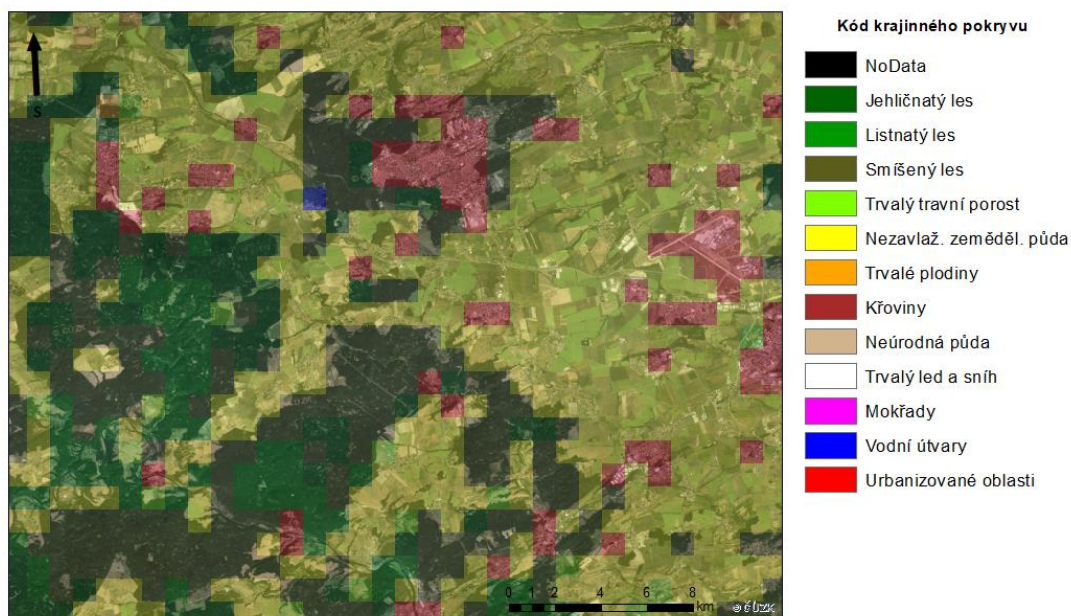 Kód krajinného pokryvu
NoData
Jehličnatý les
Listnatý les
Smíšený les
Trvalý travní porost
Nezavlaž. zeměděl. půda
Trvalé plodiny
Křoviny
Neúrodná půda
Trvalý led a sníh
Mokřady
Vodní útvary
Urbanizované oblasti
S
0 1 2 4 6 8
km
© ČÚZK